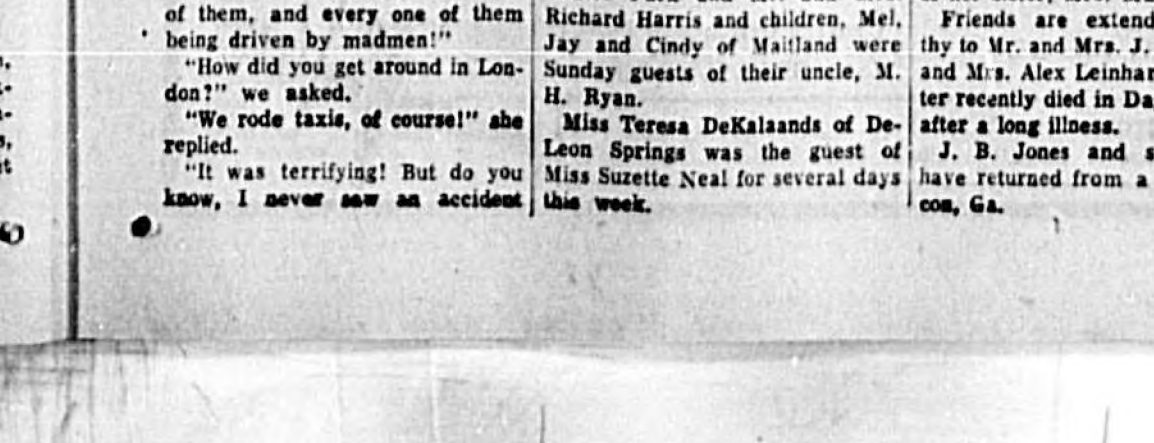 of them, and every one of them
being driven by madmen!"
"How did you get around in Lon-
don?" we asked.
"We rode taxis, of course!" she
replied.
"It was terrifying! But do you
know, I never saw an accident
Richard Harris and children, Mel,
Jay and Cindy of Maitland were
Sunday guests of their uncle, M.
H. Ryan.
Miss Teresa DeKalaands of De-
Leon Springs was the guest of
Miss Suzette Neal for several days
this week.
Friends are extend
thy to Mr. and Mrs. J.
and Mrs. Alex Leinhar
ter recently died in Da
after a long illness.
J. B. Jones and s
have returned from a
con, Ga.